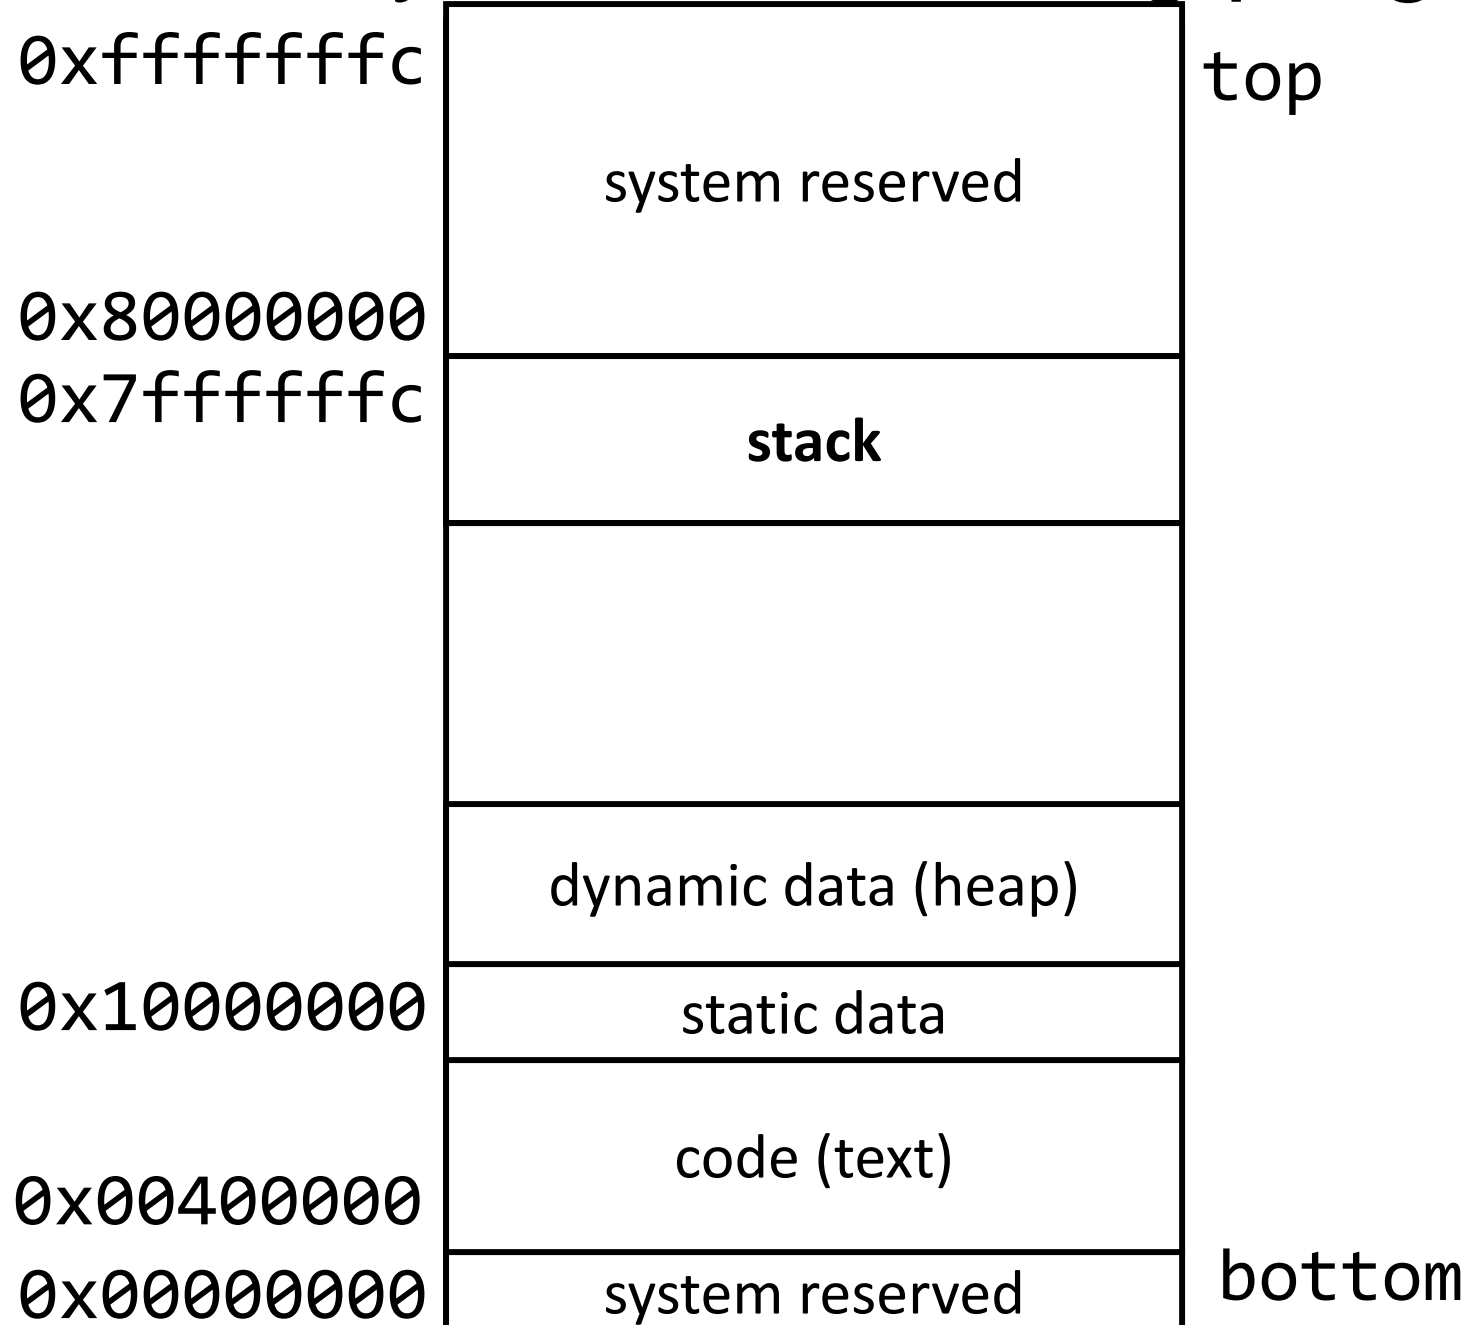 0xfffffffc
top
system reserved
0x80000000
0x7ffffffc
stack
dynamic data (heap)
0x10000000
static data
code (text)
0x00400000
bottom
0x00000000
system reserved